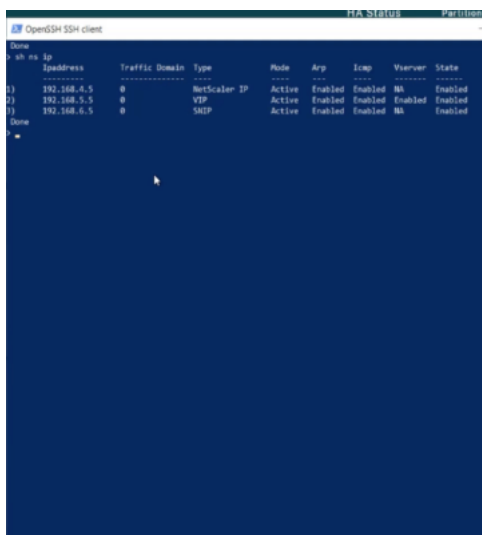 HA Status Partition
OpenSSH SSH client
Done
> sh ns ip
Ipaddress Traffic Domain Type Mode Arp Icmp Vserver State
--------- -------------- ---- ---- --- ---- ------- ------
1) 192.168.4.5 0 NetScaler IP Active Enabled Enabled NA Enabled
2) 192.168.5.5 0 VIP Active Enabled Enabled Enabled Enabled
3) 192.168.6.5 0 SNIP Active Enabled Enabled NA Enabled
Done
>